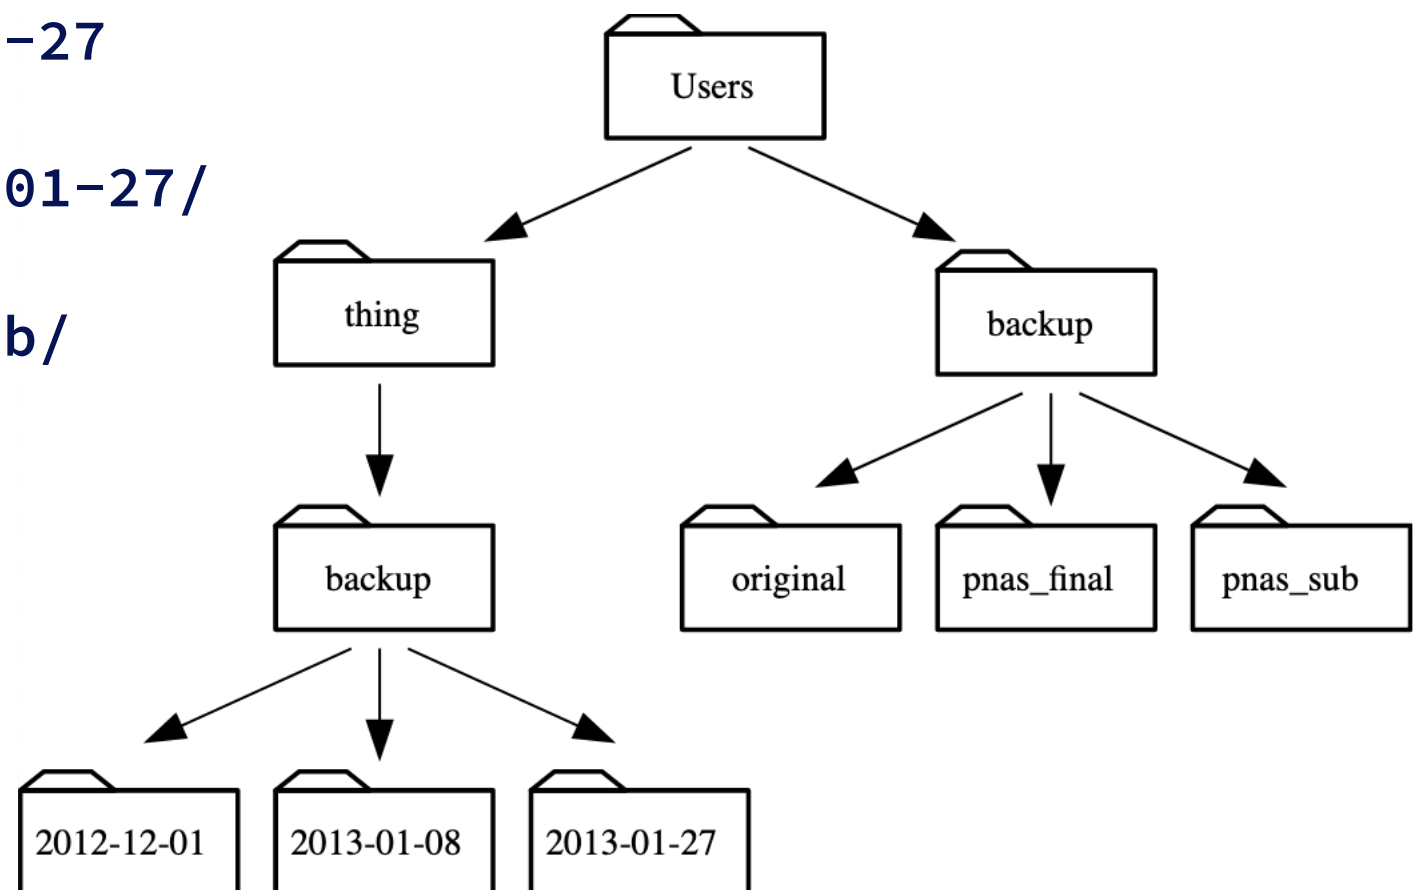 -27
01-27/
b/
Users
thing
backup
backup
original
pnas_final
pnas_sub
2012-12-01
2013-01-08
2013-01-27